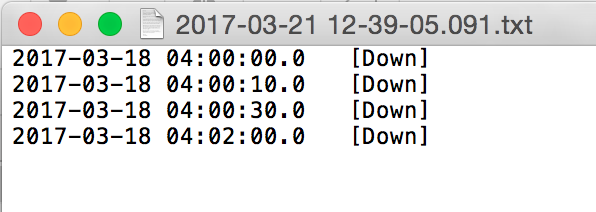 2017-03-21 12-39-05.091.txt
2017-03-18 04:00:00.0   [Down]
2017-03-18 04:00:10.0   [Down]
2017-03-18 04:00:30.0   [Down]
2017-03-18 04:02:00.0   [Down]